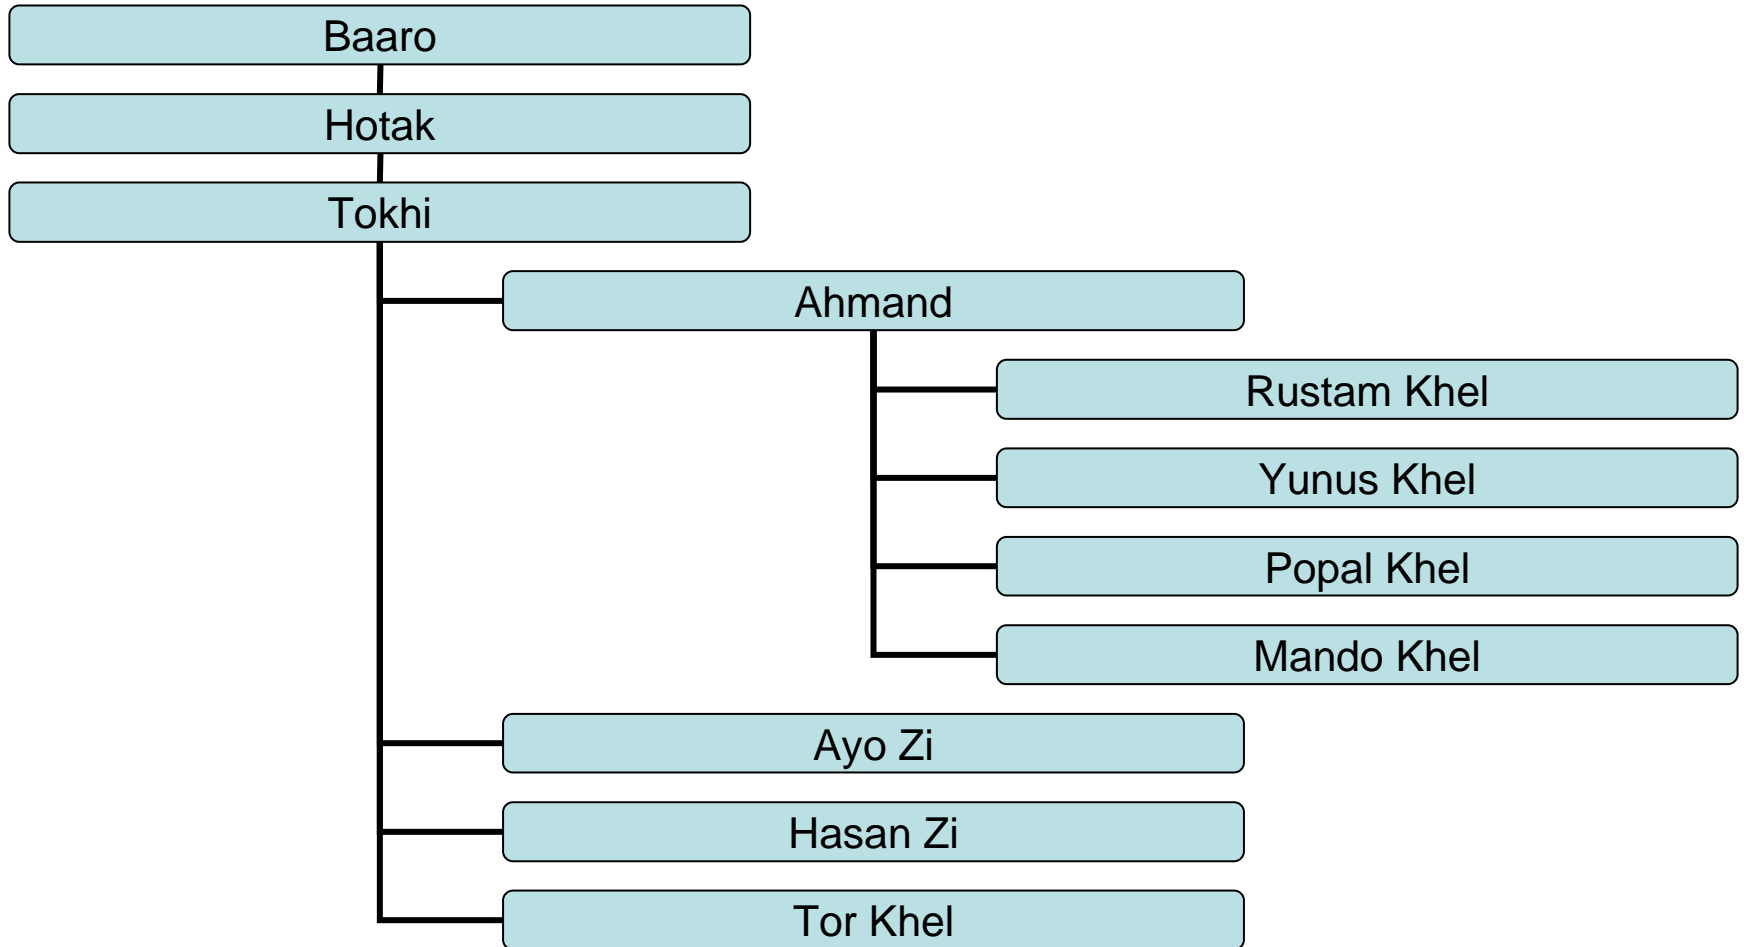 Baaro
Hotak
Tokhi
Ahmand
Rustam Khel
Yunus Khel
Popal Khel
Mando Khel
Ayo Zi
Hasan Zi
Tor Khel